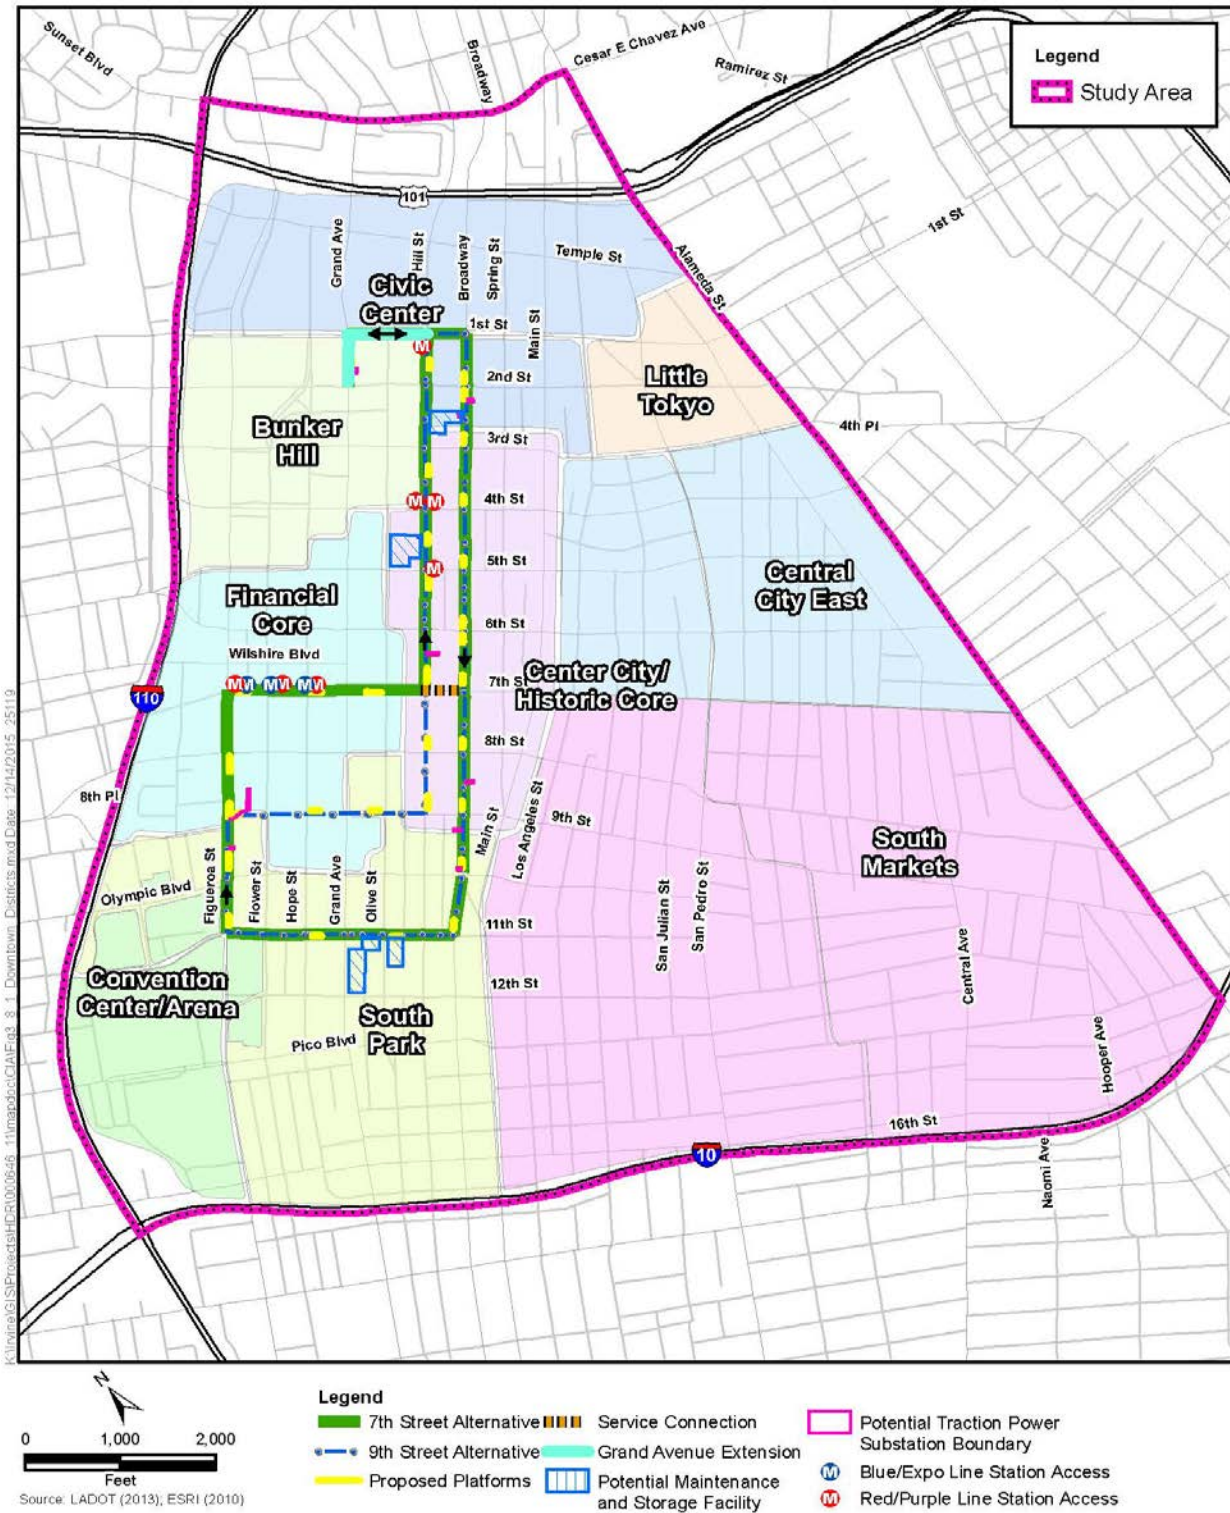 Sunset Blvd
Broadway
Cesar E Chavez Ave
Ramirez St
Legend
Study Area
101
1st St
Grand Ave
Hill St
Broadway
Spring St
Temple St
Alameda St
Civic
Center
1st St
Main St
M
2nd St
Little
Tokyo
Bunker
Hill
3rd St
4th Pl
M M
4th St
5th St
M
Central
City East
Financial
Core
6th St
Wilshire Blvd
Center City/
Historic Core
7th St
M M M M M M
110
8th St
8th Pl
Main St
Los Angeles St
9th St
South
Markets
Figueroa St
Flower St
Hope St
Grand Ave
Olive St
Olympic Blvd
San Julian St
San Pedro St
11th St
Central Ave
Convention
Center/Arena
12th St
South
Park
Pico Blvd
Hooper Ave
16th St
10
Naomi Ave
N
0 1,000 2,000
Feet
Source: LADOT (2013); ESRI (2010)
Legend
7th Street Alternative
9th Street Alternative
Proposed Platforms
Service Connection
Grand Avenue Extension
Potential Maintenance
and Storage Facility
Potential Traction Power
Substation Boundary
M Blue/Expo Line Station Access
M Red/Purple Line Station Access